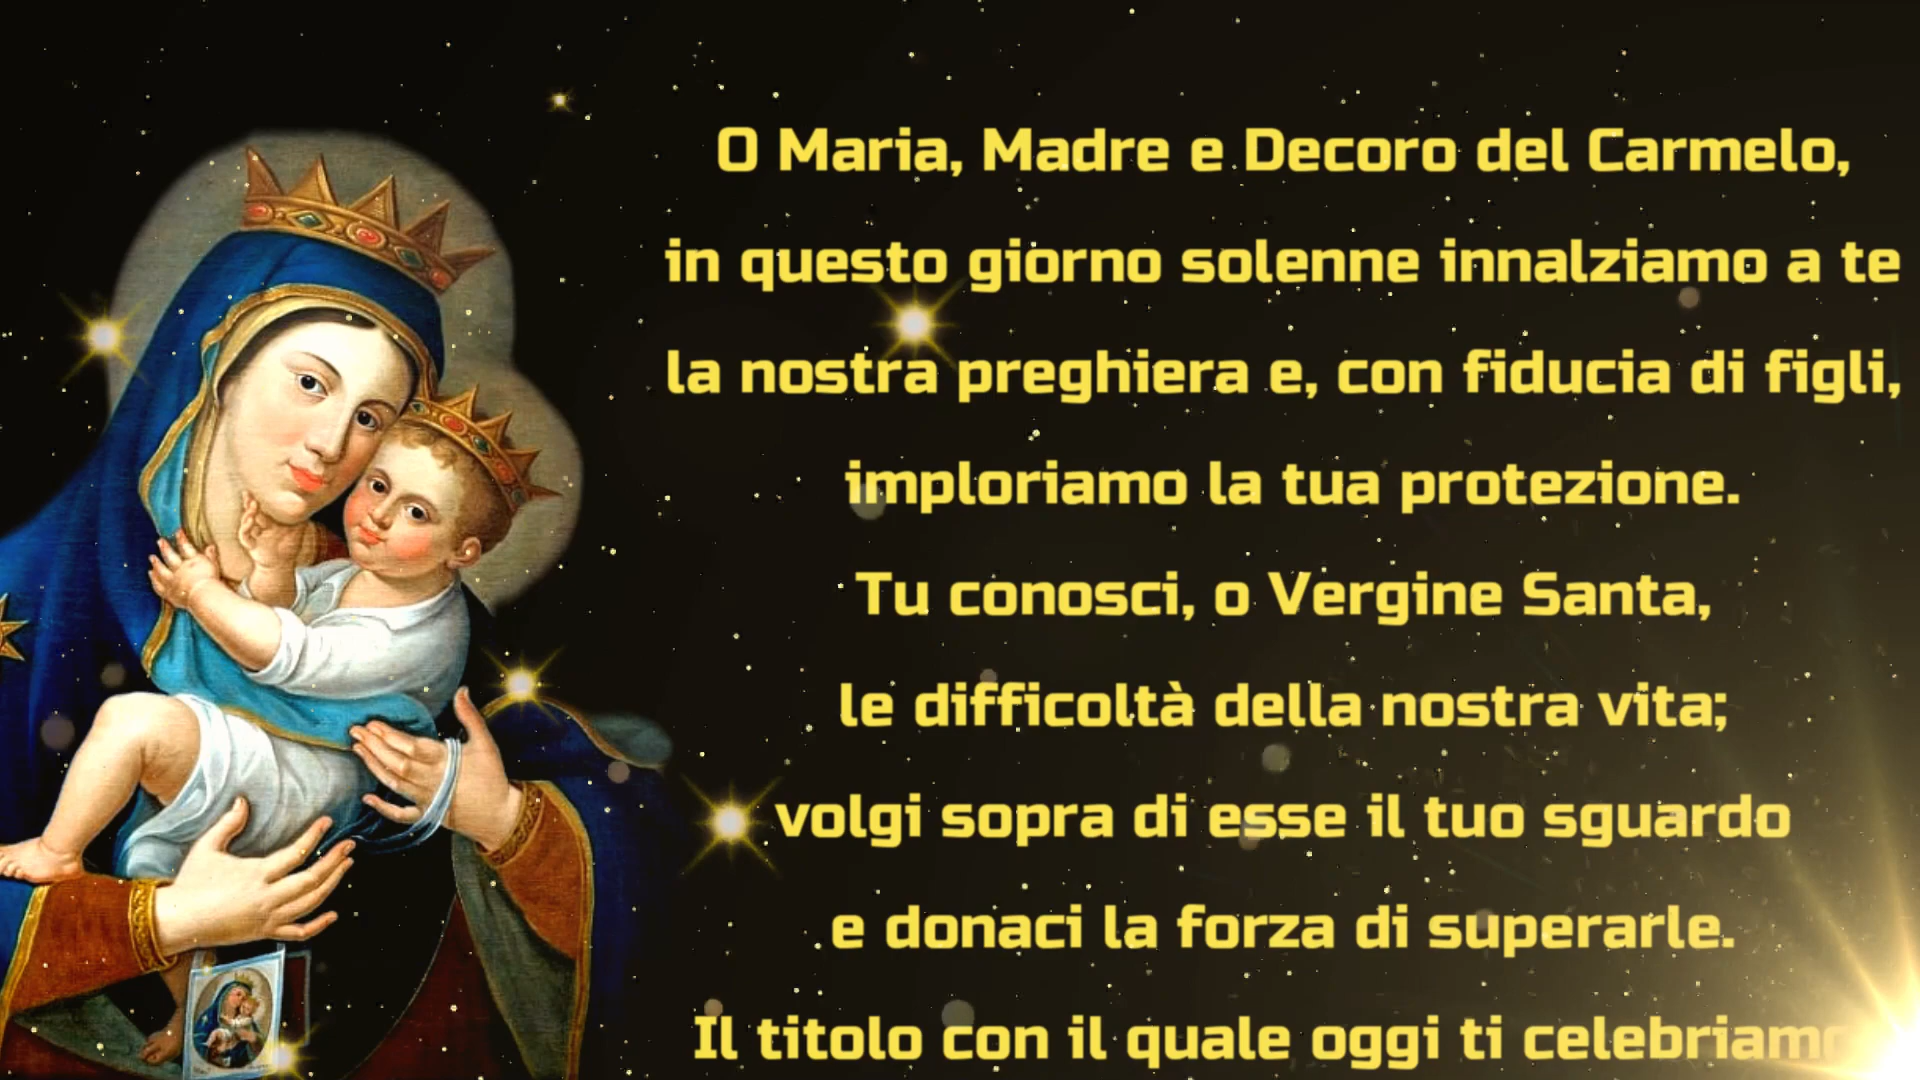 O Maria, Madre e Decoro del Carmelo,
in questo giorno solenne innalziamo a te
la nostra preghiera e, con fiducia di figli,
imploriamo la tua protezione.
Tu conosci, o Vergine Santa,
le difficoltà della nostra vita;
volgi sopra di esse il tuo sguardo
e donaci la forza di superarle.
Il titolo con il quale oggi ti celebriamo